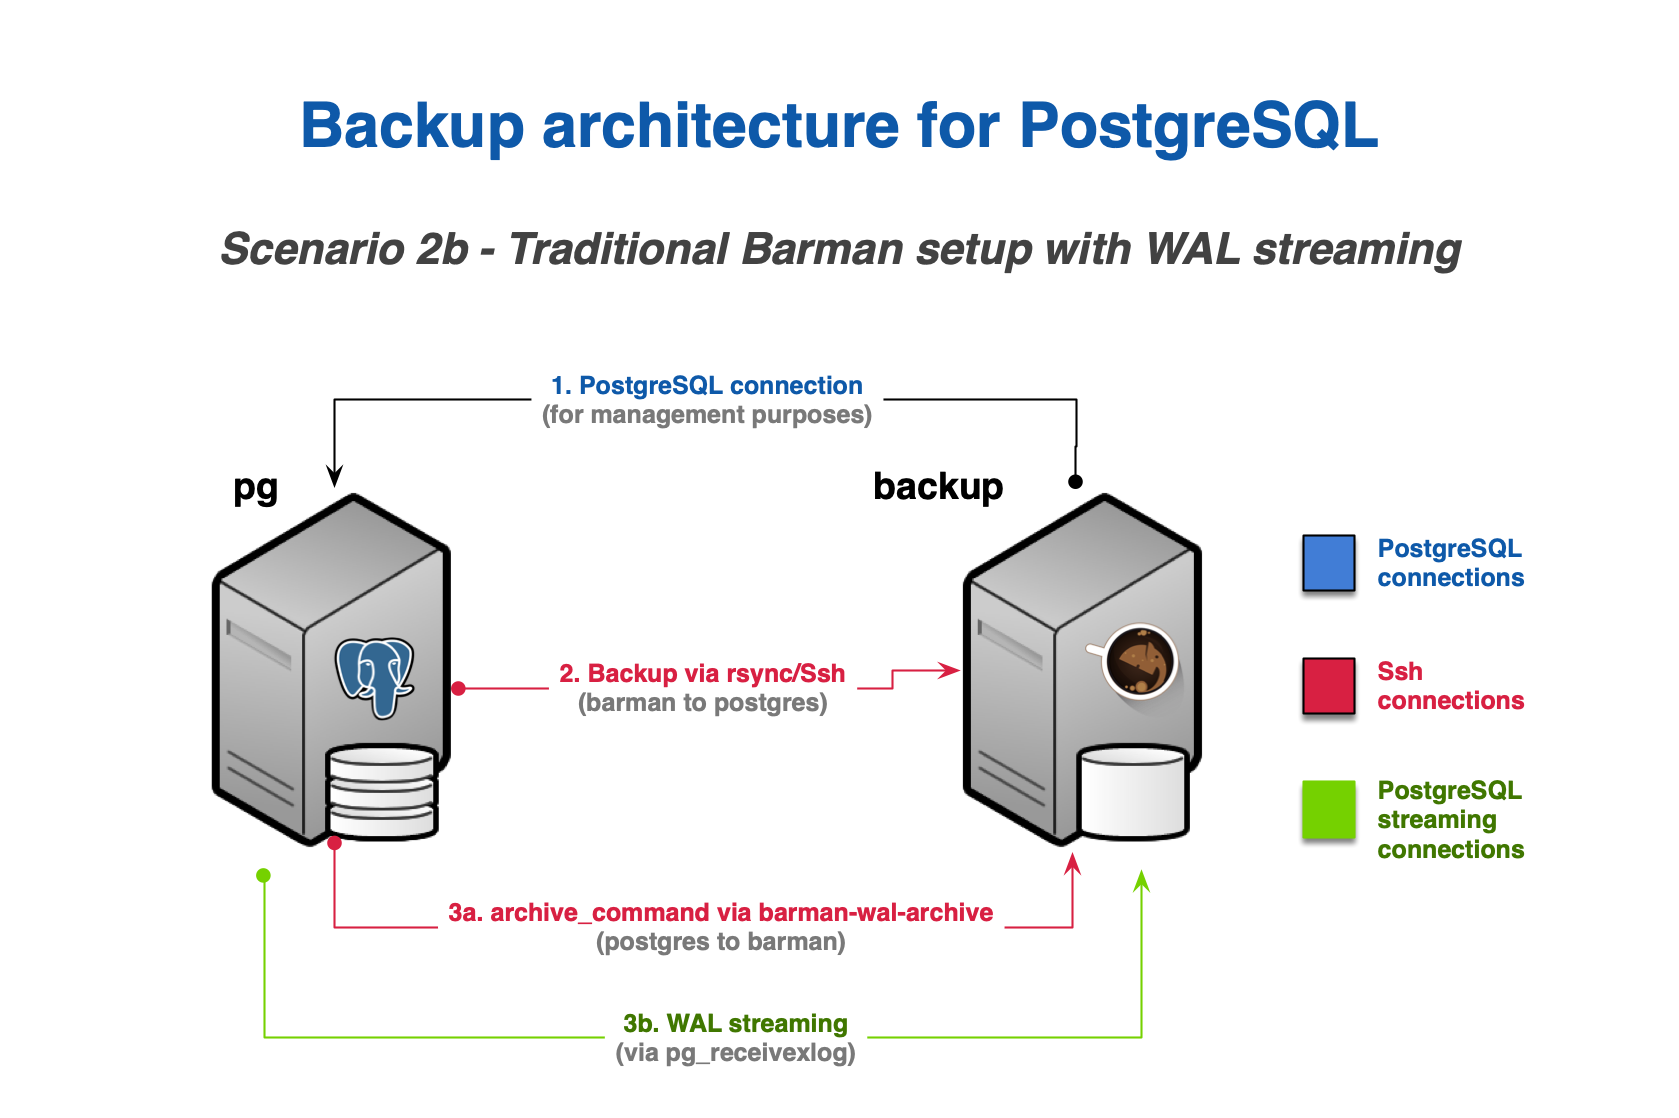 Backup architecture for PostgreSQL
Scenario 2b - Traditional Barman setup with WAL streaming
1. PostgreSQL connection
(for management purposes)
pg
backup
PostgreSQL
connections
2. Backup via rsync/Ssh
(barman to postgres)
Ssh
connections
PostgreSQL
streaming
connections
3a. archive_command via barman-wal-archive
(postgres to barman)
3b. WAL streaming
(via pg_receivexlog)